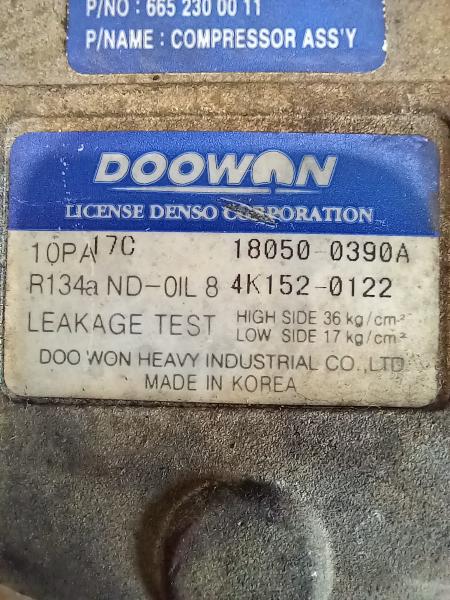 P/NO : 665 230 00 11
P/NAME : COMPRESSOR ASS'Y
DOOWON
LICENSE DENSO CORPORATION
10PA17C 18050-0390A
R134a ND-OIL 8 4K152-0122
LEAKAGE TEST HIGH SIDE 36 kg/cm²
LOW SIDE 17 kg/cm²
DOO WON HEAVY INDUSTRIAL CO.,LTD
MADE IN KOREA